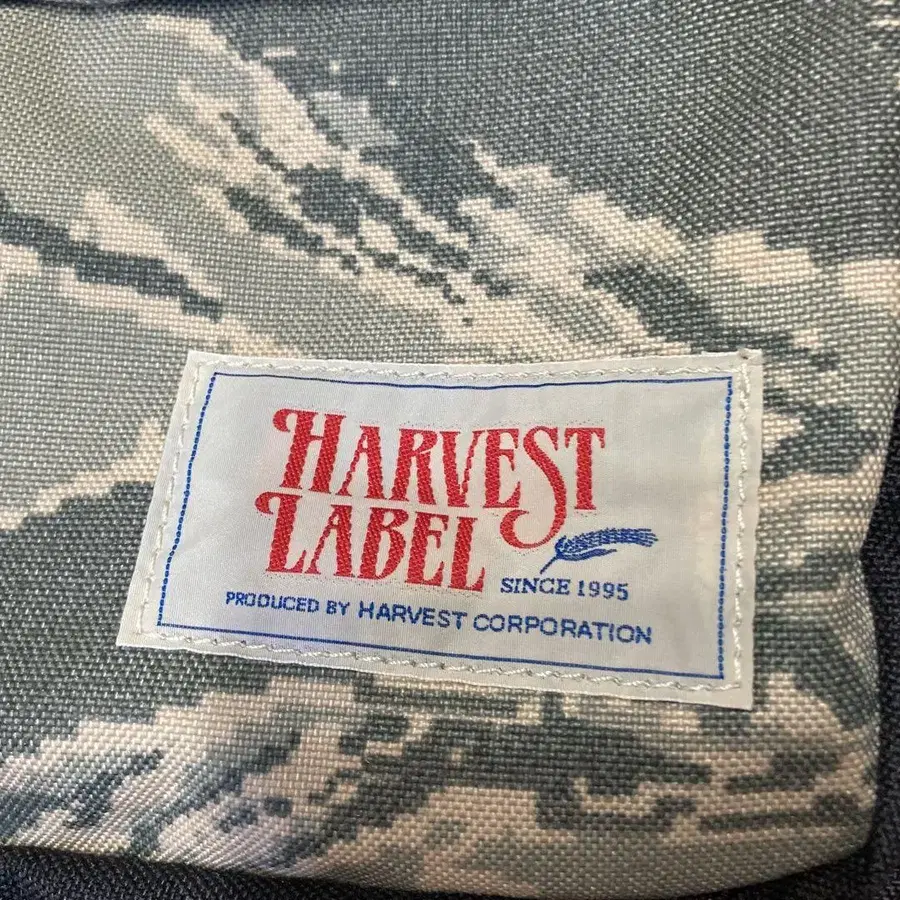 HARVEST
LABEL
SINCE 1995
PRODUCED BY HARVEST CORPORATION